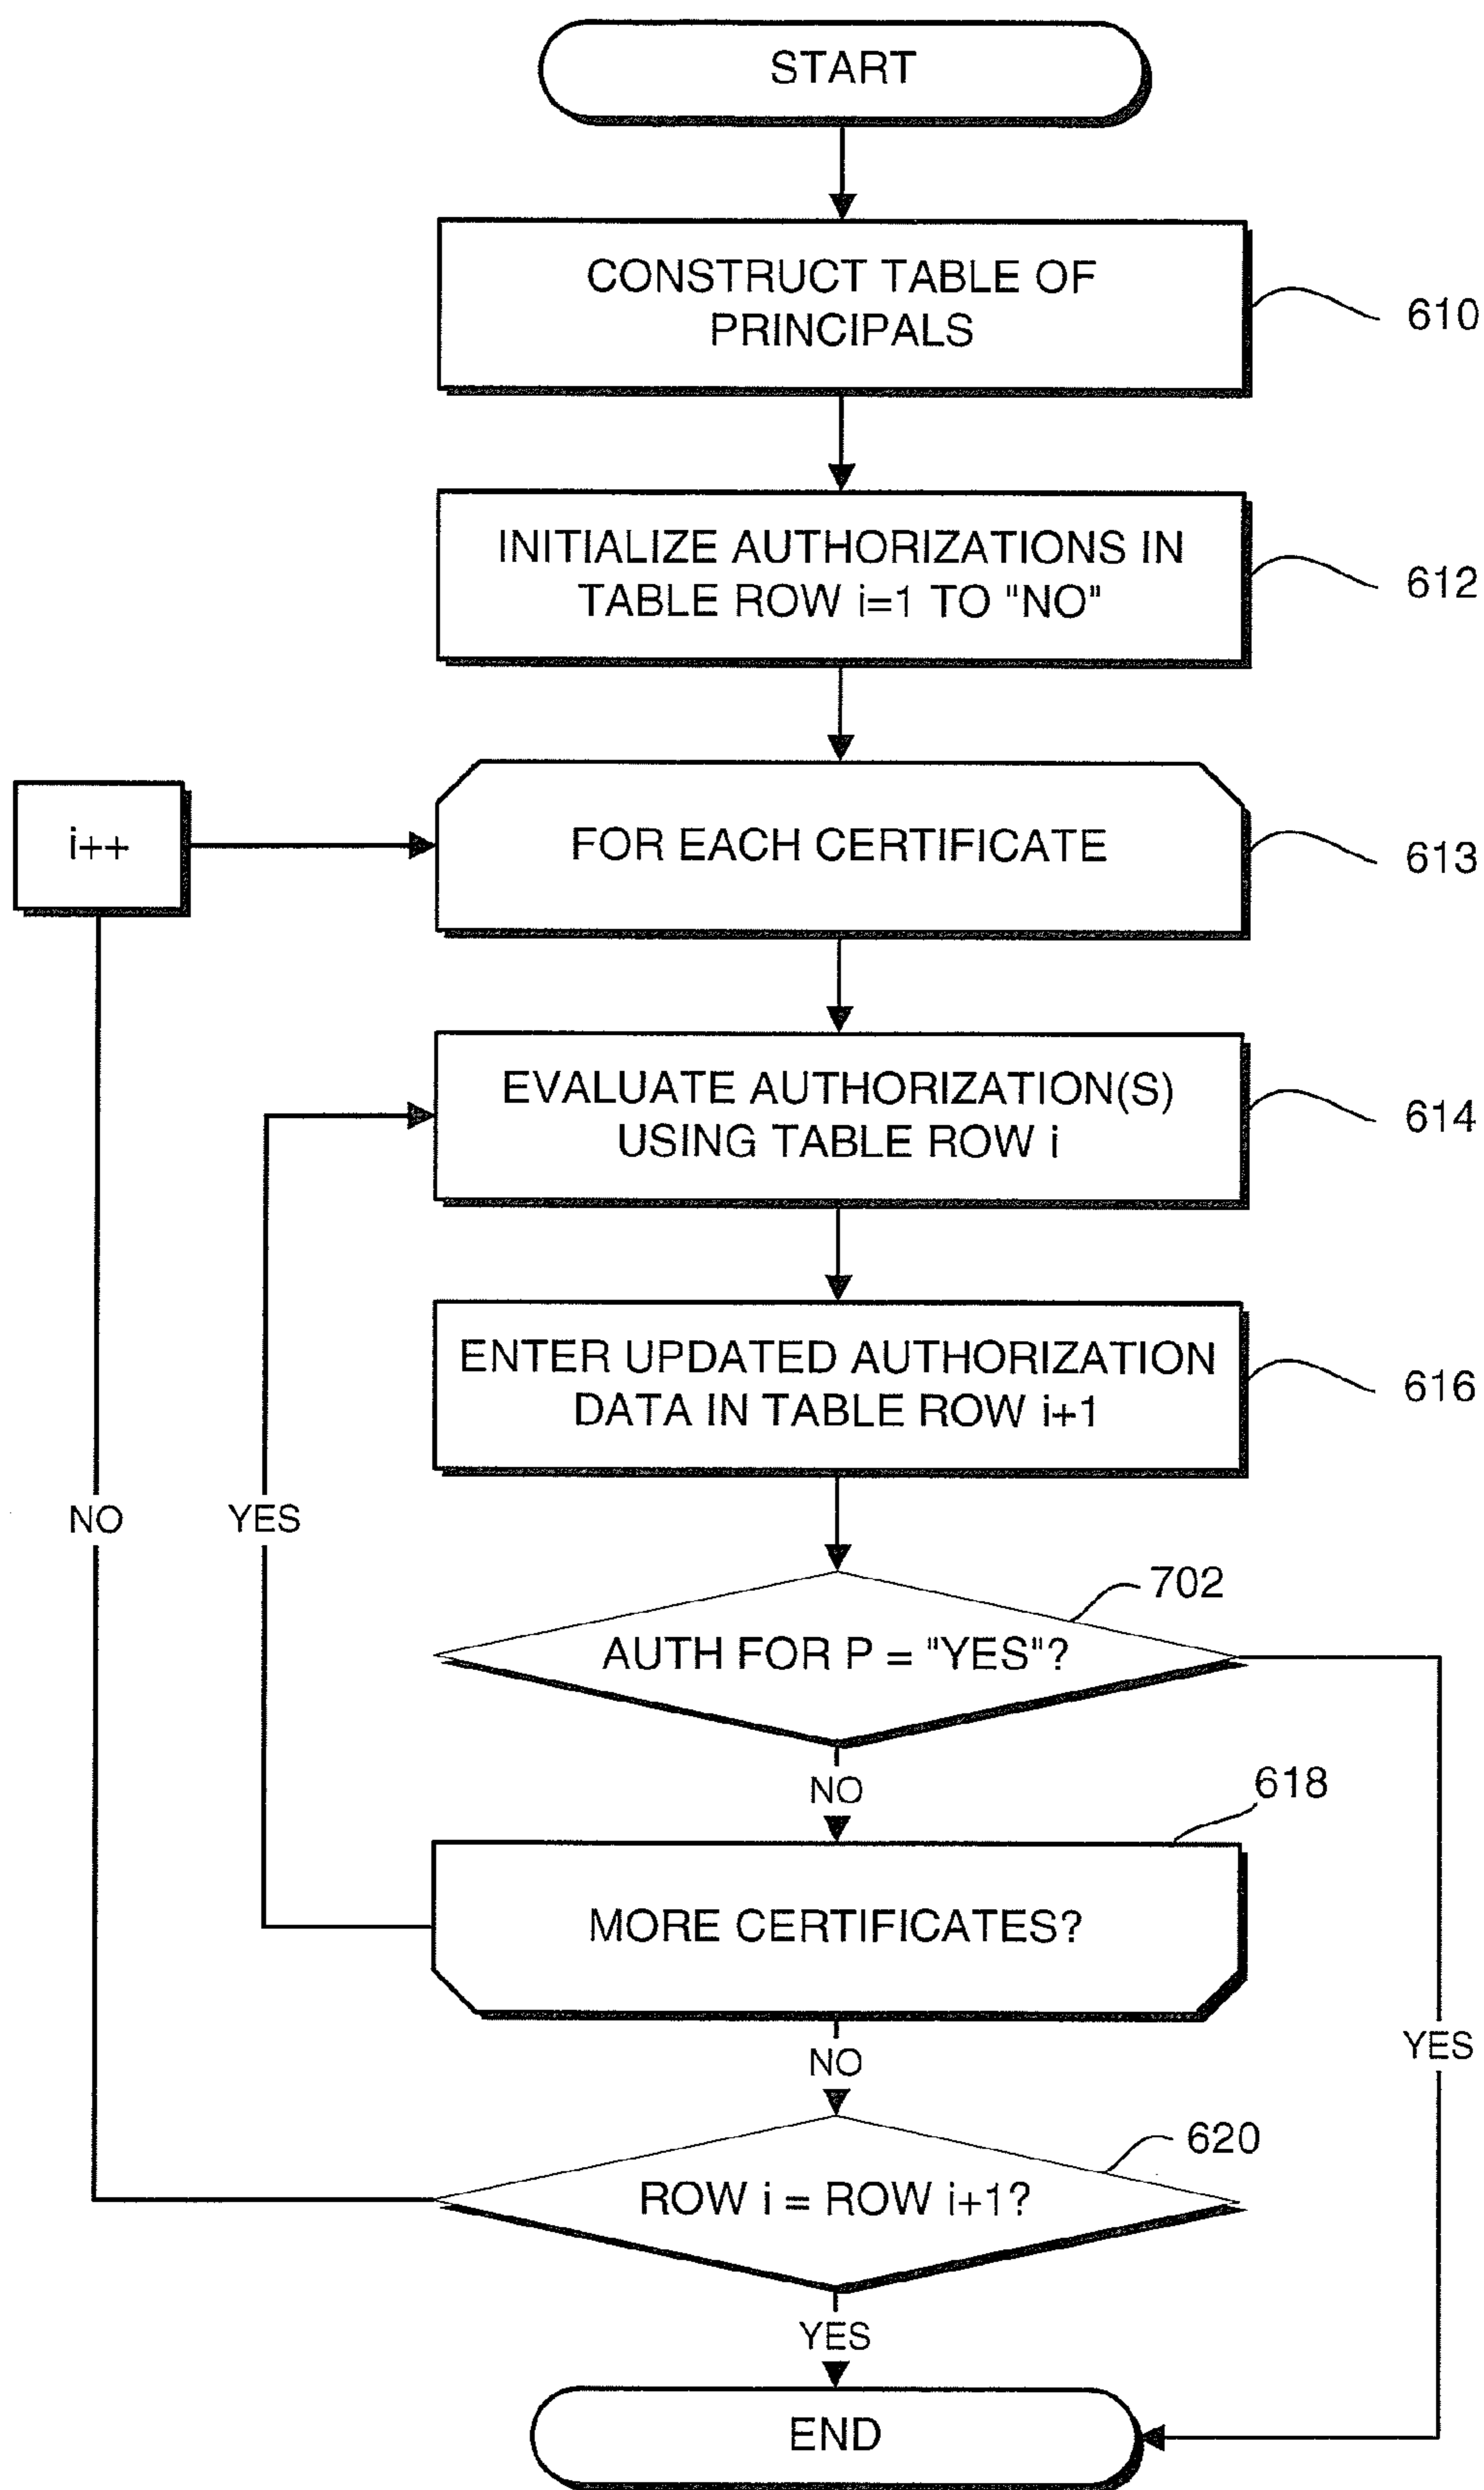 START
CONSTRUCT TABLE OF
PRINCIPALS
610
INITIALIZE AUTHORIZATIONS IN
TABLE ROW i=1 TO "NO"
612
i++
FOR EACH CERTIFICATE
613
EVALUATE AUTHORIZATION(S)
USING TABLE ROW i
614
ENTER UPDATED AUTHORIZATION
DATA IN TABLE ROW i+1
616
NO
YES
702
AUTH FOR P = "YES"?
NO
618
MORE CERTIFICATES?
YES
NO
620
ROW i = ROW i+1?
YES
END